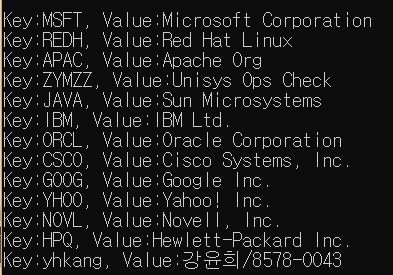 Key:MSFT, Value:Microsoft Corporation
Key:REDH, Value:Red Hat Linux
Key:APAC, Value:Apache Org
Key:ZYMZZ, Value:Unisys Ops Check
Key:JAVA, Value:Sun Microsystems
Key:IBM, Value:IBM Ltd.
Key:ORCL, Value:Oracle Corporation
Key:CSCO, Value:Cisco Systems, Inc.
Key:GOOG, Value:Google Inc.
Key:YHOO, Value:Yahoo! Inc.
Key:NOVL, Value:Novell, Inc.
Key:HPQ, Value:Hewlett-Packard Inc.
Key:yhkang, Value:강윤희/8578-0043